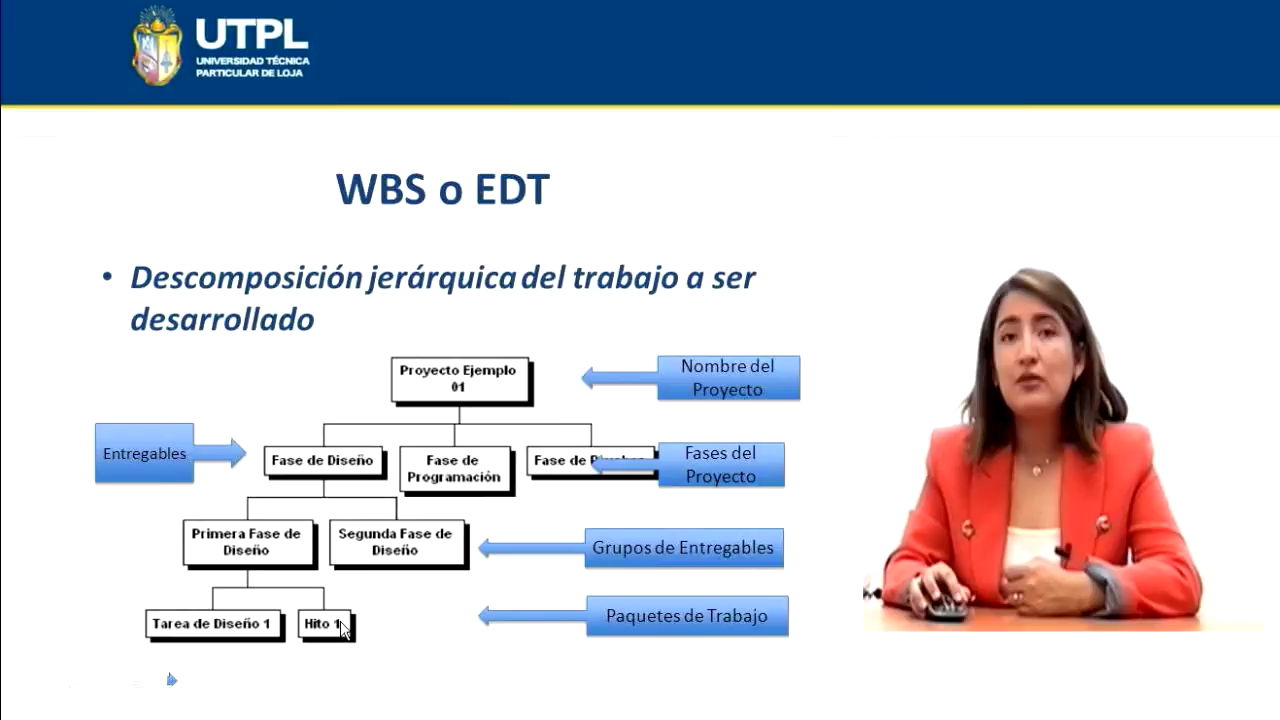 UTPL
UNIVERSIDAD TÉCNICA
PARTICULAR DE LOJA
WBS o EDT
• Descomposición jerárquica del trabajo a ser
desarrollado
Proyecto Ejemplo
01
Nombre del
Proyecto
Entregables
Fase de Diseño
Fase de
Programación
Fase de
Fases del
Proyecto
Primera Fase de
Diseño
Segunda Fase de
Diseño
Grupos de Entregables
Tarea de Diseño 1
Hito 1
Paquetes de Trabajo